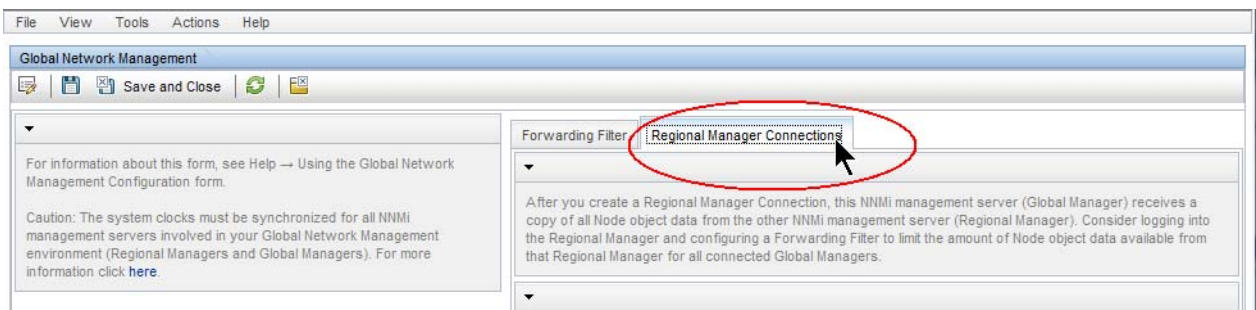 File View Tools Actions Help
Global Network Management
Save and Close
For information about this form, see Help → Using the Global Network
Management Configuration form.
Caution: The system clocks must be synchronized for all NNMi
management servers involved in your Global Network Management
environment (Regional Managers and Global Managers). For more
information click here.
Forwarding Filter Regional Manager Connections
After you create a Regional Manager Connection, this NNMi management server (Global Manager) receives a
copy of all Node object data from the other NNMi management server (Regional Manager). Consider logging into
the Regional Manager and configuring a Forwarding Filter to limit the amount of Node object data available from
that Regional Manager for all connected Global Managers.